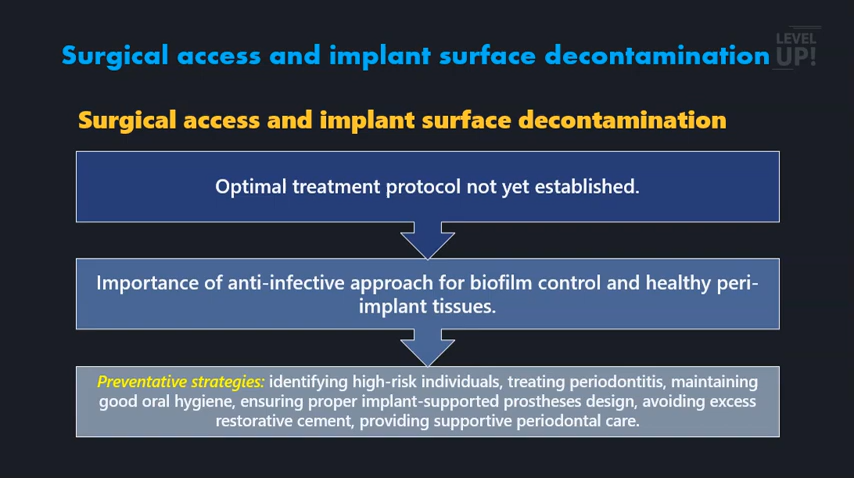 LEVEL
UP!
Surgical access and implant surface decontamination
Surgical access and implant surface decontamination
Optimal treatment protocol not yet established.
Importance of anti-infective approach for biofilm control and healthy peri-
implant tissues.
Preventative strategies: identifying high-risk individuals, treating periodontitis, maintaining
good oral hygiene, ensuring proper implant-supported prostheses design, avoiding excess
restorative cement, providing supportive periodontal care.